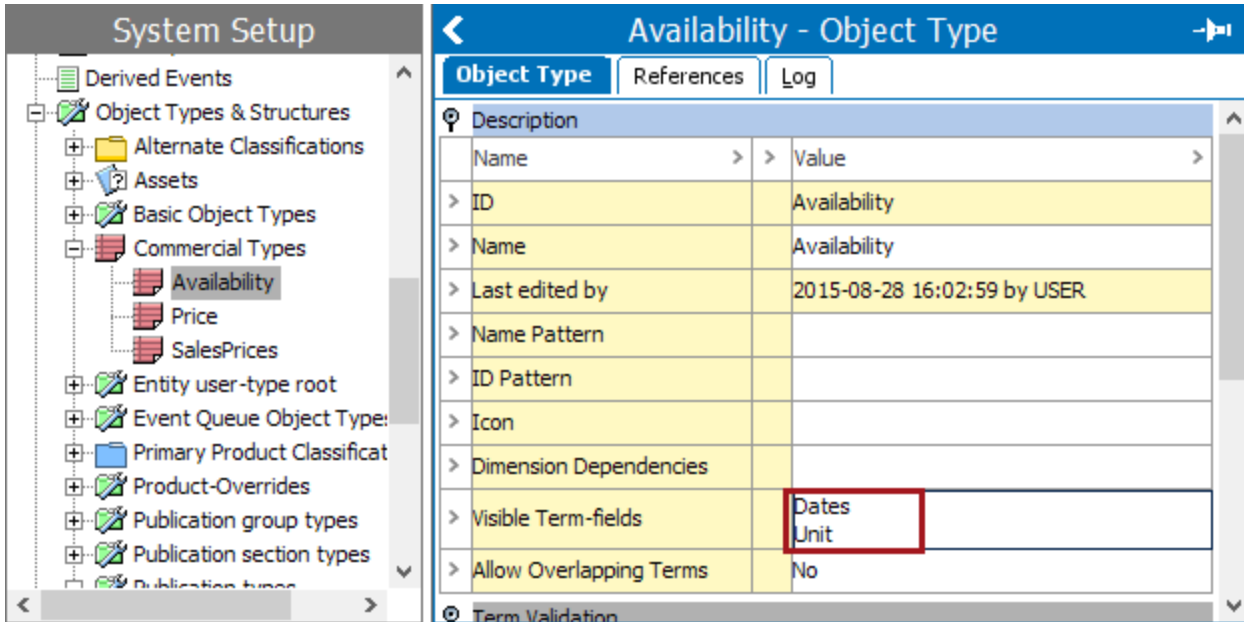 System Setup
Derived Events
Object Types & Structures
Alternate Classifications
Assets
Basic Object Types
Commercial Types
Availability
Price
SalesPrices
Entity user-type root
Event Queue Object Type
Primary Product Classificat
Product-Overrides
Publication group types
Publication section types
Publication types
Availability - Object Type
Object Type References Log
Description
Name > > Value >
> ID Availability
> Name Availability
> Last edited by 2015-08-28 16:02:59 by USER
> Name Pattern
> ID Pattern
> Icon
> Dimension Dependencies
> Visible Term-fields Dates
Unit
> Allow Overlapping Terms No
Term Validation